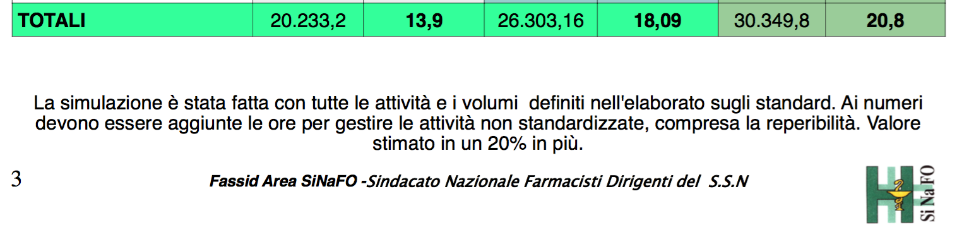 TOTALI 20.233,2 13,9 26.303,16 18,09 30.349,8 20,8
La simulazione è stata fatta con tutte le attività e i volumi definiti nell'elaborato sugli standard. Ai numeri
devono essere aggiunte le ore per gestire le attività non standardizzate, compresa la reperibilità. Valore
stimato in un 20% in più.
3
Fassid Area SiNaFO -Sindacato Nazionale Farmacisti Dirigenti del S.S.N
Si Na FO